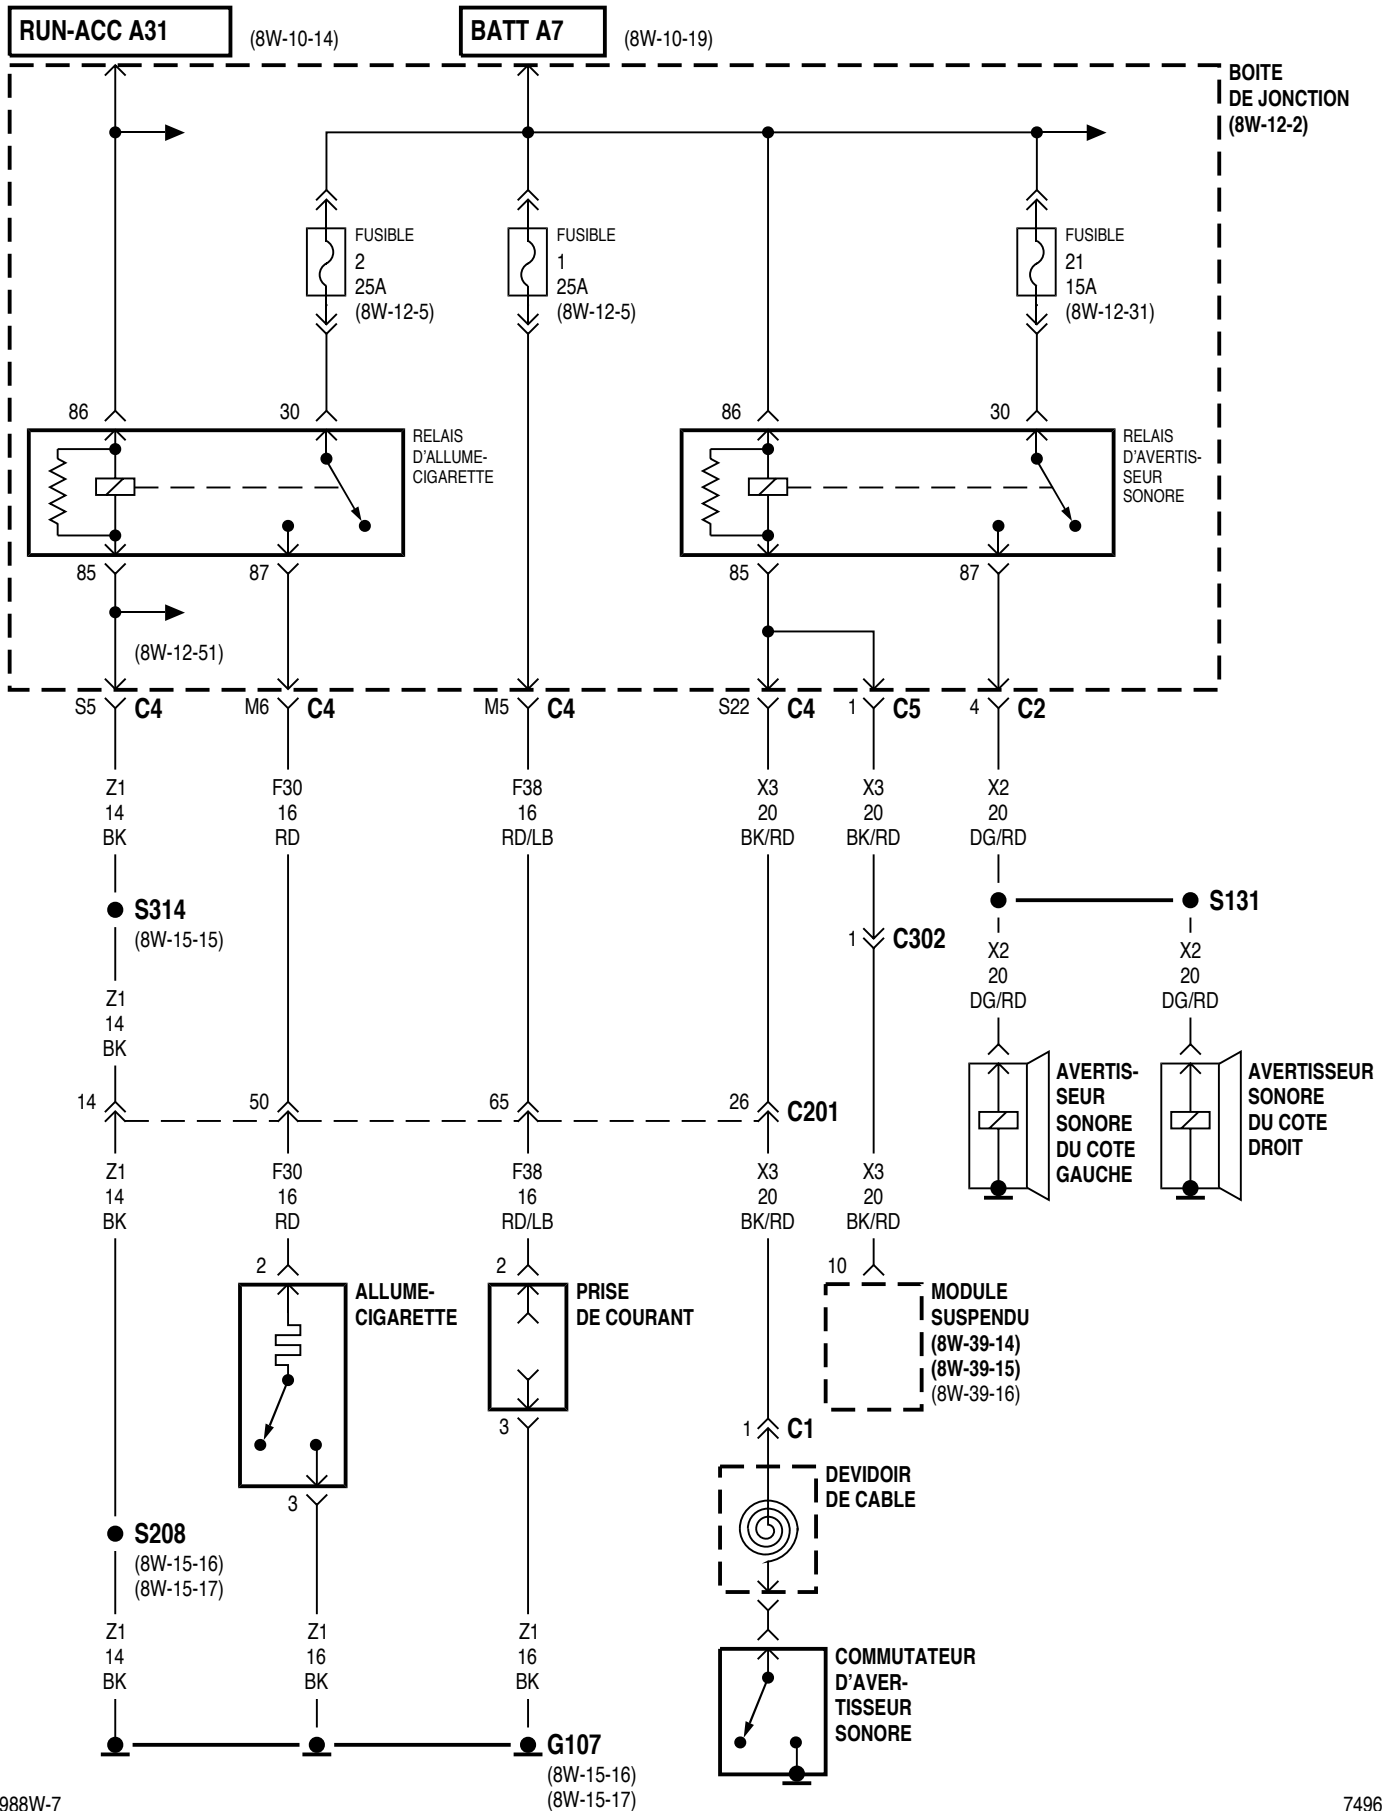 RUN-ACC A31
(8W-10-14)
BATT A7
(8W-10-19)
BOITE
DE JONCTION
(8W-12-2)
FUSIBLE
2
25A
(8W-12-5)
FUSIBLE
1
25A
(8W-12-5)
FUSIBLE
21
15A
(8W-12-31)
86
30
RELAIS
D'ALLUME-
CIGARETTE
86
30
RELAIS
D'AVERTIS-
SEUR
SONORE
85
87
85
87
(8W-12-51)
S5 C4
M6 C4
M5 C4
S22 C4
1 C5
4 C2
Z1
14
BK
F30
16
RD
F38
16
RD/LB
X3
20
BK/RD
X3
20
BK/RD
X2
20
DG/RD
S314
(8W-15-15)
S131
1 C302
Z1
14
BK
X2
20
DG/RD
X2
20
DG/RD
AVERTIS-
SEUR
SONORE
DU COTE
GAUCHE
AVERTISSEUR
SONORE
DU COTE
DROIT
14
50
65
26 C201
Z1
14
BK
F30
16
RD
F38
16
RD/LB
X3
20
BK/RD
X3
20
BK/RD
2
ALLUME-
CIGARETTE
2
PRISE
DE COURANT
10
MODULE
SUSPENDU
(8W-39-14)
(8W-39-15)
(8W-39-16)
3
3
1 C1
DEVIDOIR
DE CABLE
S208
(8W-15-16)
(8W-15-17)
Z1
14
BK
Z1
16
BK
Z1
16
BK
COMMUTATEUR
D'AVER-
TISSEUR
SONORE
G107
(8W-15-16)
(8W-15-17)
988W-7
7496